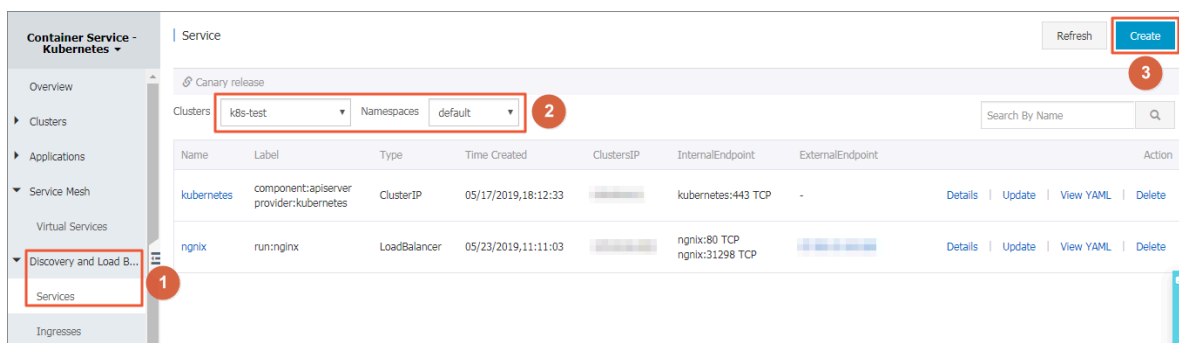 Container Service -
Kubernetes
Service
Refresh
Create
3
Overview
Canary release
Clusters
Clusters
k8s-test
Namespaces
default
2
Search By Name
Applications
Name
Label
Type
Time Created
ClustersIP
InternalEndpoint
ExternalEndpoint
Action
Service Mesh
kubernetes
component:apiserver
provider:kubernetes
ClusterIP
05/17/2019,18:12:33
kubernetes:443 TCP
-
Details | Update | View YAML | Delete
Virtual Services
ngnix
run:nginx
LoadBalancer
05/23/2019,11:11:03
ngnix:80 TCP
ngnix:31298 TCP
Details | Update | View YAML | Delete
Discovery and Load B...
1
Services
Ingresses